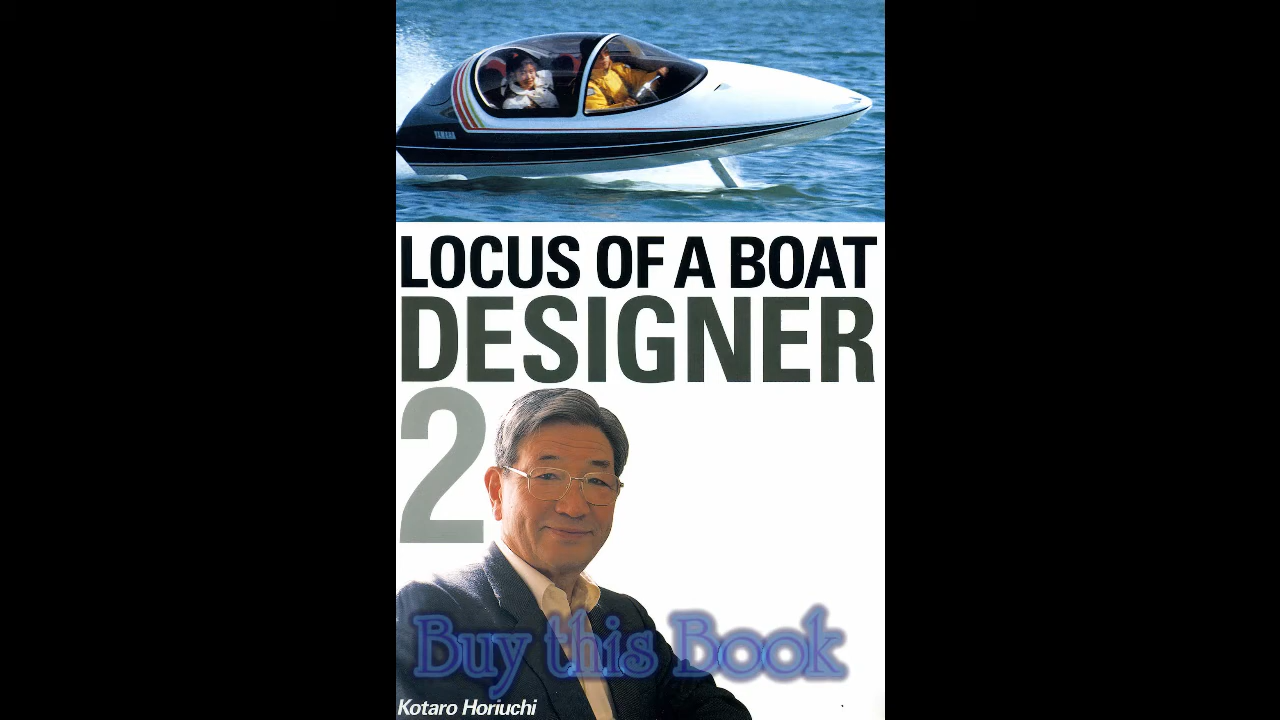 YAMAHA
LOCUS OF A BOAT
DESIGNER
2
Buy this Book
Kotaro Horiuchi